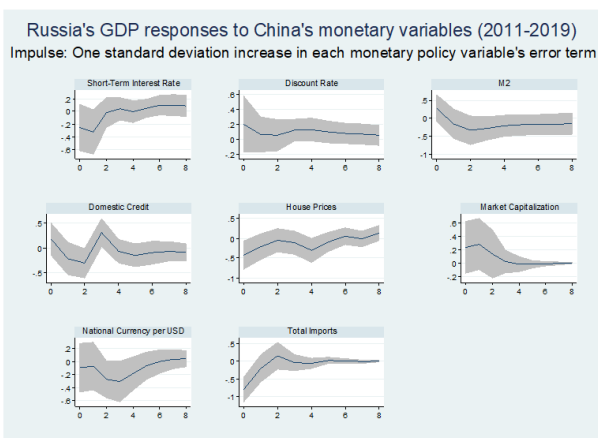 Russia's GDP responses to China's monetary variables (2011-2019)
Impulse: One standard deviation increase in each monetary policy variable's error term
Short-Term Interest Rate
.2
0
-.2
-.4
-.6
0 2 4 6 8
Discount Rate
.6
.4
.2
0
-.2
0 2 4 6 8
M2
.5
0
-.5
-1
0 2 4 6 8
Domestic Credit
.5
0
-.5
0 2 4 6 8
House Prices
.5
0
-.5
-1
0 2 4 6 8
Market Capitalization
.6
.4
.2
0
-.2
0 2 4 6 8
National Currency per USD
.2
0
-.2
-.4
-.6
0 2 4 6 8
Total Imports
.5
0
-.5
-1
0 2 4 6 8